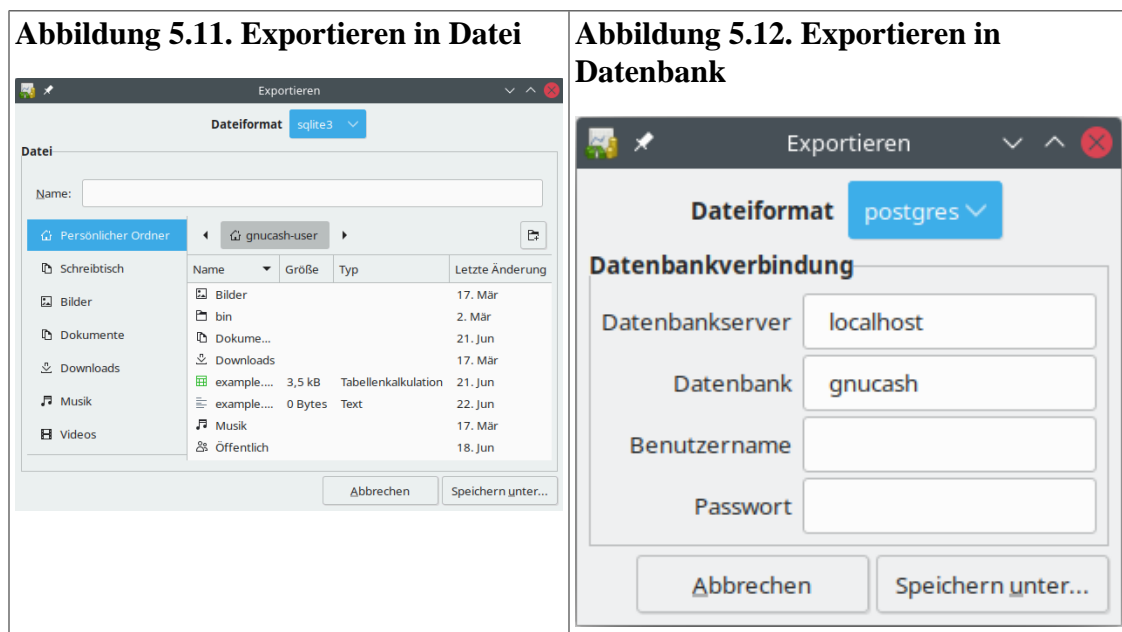 Abbildung 5.11. Exportieren in Datei
Exportieren
Dateiformat sqlite3
Datei
Name:
Persönlicher Ordner
Schreibtisch
Bilder
Dokumente
Downloads
Musik
Videos
gnucash-user
Name Größe Typ Letzte Änderung
Bilder 17. Mär
bin 2. Mär
Dokume... 21. Jun
Downloads 17. Mär
example.... 3,5 kB Tabellenkalkulation 21. Jun
example.... 0 Bytes Text 22. Jun
Musik 17. Mär
Öffentlich 18. Jun
Abbrechen Speichern unter...
Abbildung 5.12. Exportieren in
Datenbank
Exportieren
Dateiformat postgres
Datenbankverbindung
Datenbankserver localhost
Datenbank gnucash
Benutzername
Passwort
Abbrechen Speichern unter...